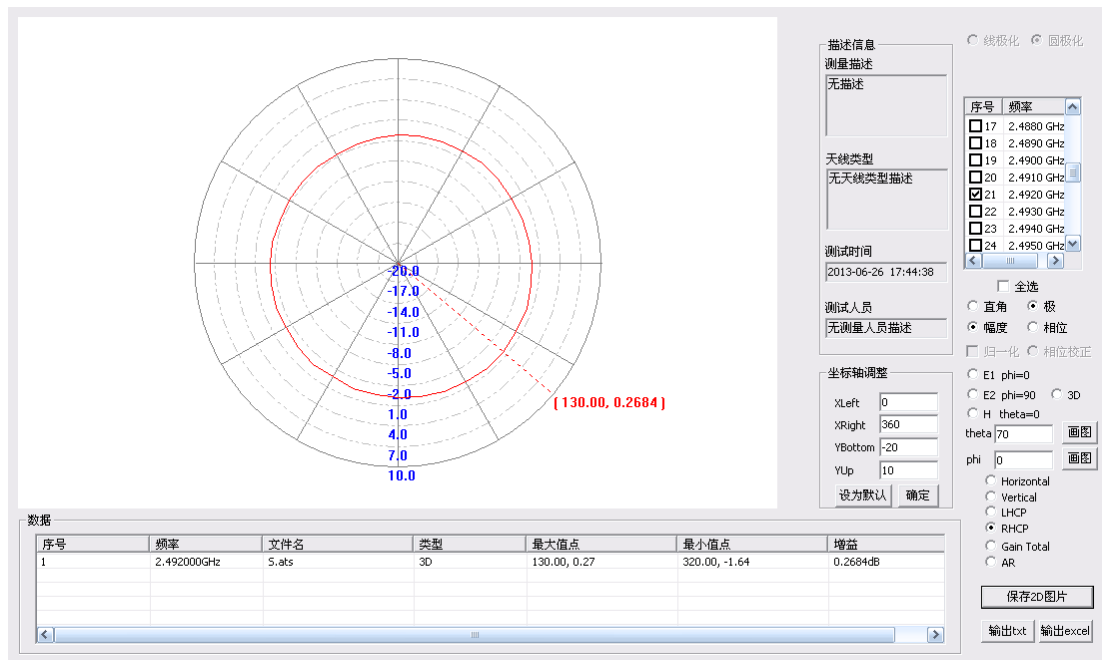 -20.0
-17.0
-14.0
-11.0
-8.0
-5.0
-2.0
1.0
4.0
7.0
10.0
(130.00, 0.2684)
描述信息
测量描述
无描述
天线类型
无天线类型描述
测试时间
2013-06-26 17:44:38
测试人员
无测量人员描述
坐标轴调整
XLeft 0
XRight 360
YBottom -20
YUp 10
设为默认 确定
线极化 圆极化
序号 频率
17 2.4880 GHz
18 2.4890 GHz
19 2.4900 GHz
20 2.4910 GHz
21 2.4920 GHz
22 2.4930 GHz
23 2.4940 GHz
24 2.4950 GHz
全选
直角 极
幅度 相位
归一化 相位校正
E1 phi=0
E2 phi=90 3D
H theta=0
theta 70 画图
phi 0 画图
Horizontal
Vertical
LHCP
RHCP
Gain Total
AR
保存2D图片
输出txt 输出excel
数据
序号 频率 文件名 类型 最大值点 最小值点 增益
1 2.492000GHz S.ats 3D 130.00, 0.27 320.00, -1.64 0.2684dB